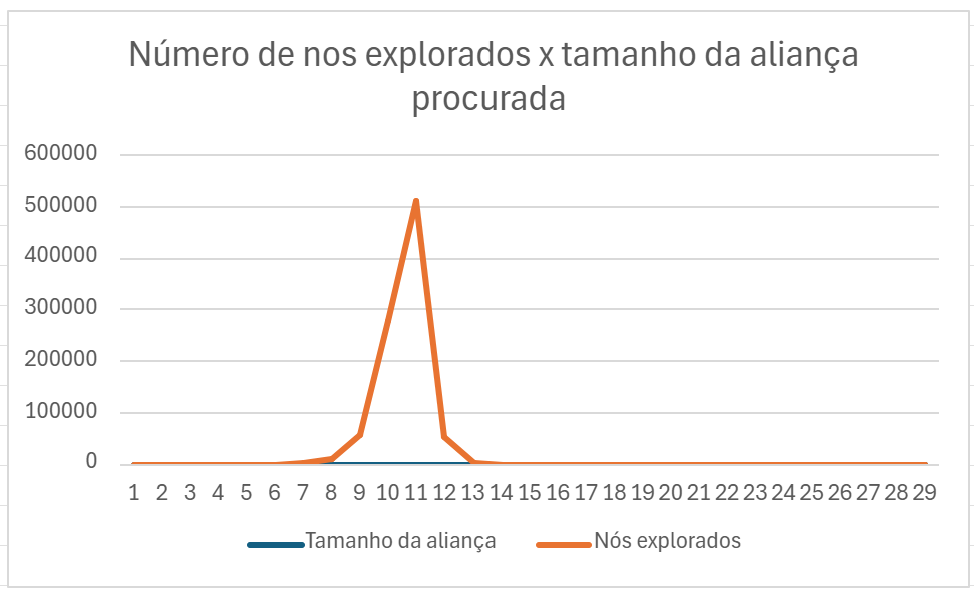 Número de nos explorados x tamanho da aliança
procurada
600000
500000
400000
300000
200000
100000
0
1 2 3 4 5 6 7 8 9 10 11 12 13 14 15 16 17 18 19 20 21 22 23 24 25 26 27 28 29
Tamanho da aliança Nós explorados